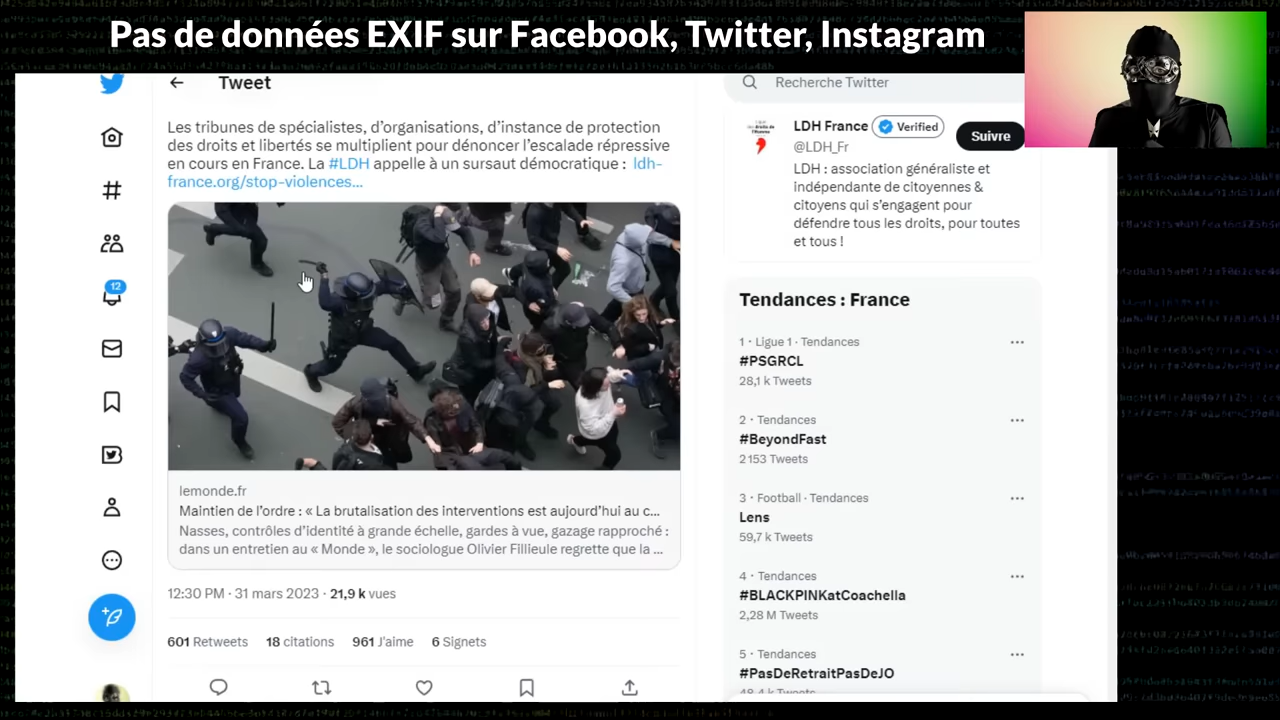 Pas de données EXIF sur Facebook, Twitter, Instagram
Tweet
Recherche Twitter
Les tribunes de spécialistes, d’organisations, d’instance de protection
des droits et libertés se multiplient pour dénoncer l’escalade répressive
en cours en France. La #LDH appelle à un sursaut démocratique : ldh-
france.org/stop-violences...
12
lemonde.fr
Maintien de l’ordre : « La brutalisation des interventions est aujourd’hui au c...
Nasses, contrôles d’identité à grande échelle, gardes à vue, gazage rapproché :
dans un entretien au « Monde », le sociologue Olivier Fillieule regrette que la ...
12:30 PM · 31 mars 2023 · 21,9 k vues
601 Retweets 18 citations 961 J’aime 6 Signets
LDH France Verified
@LDH_Fr
Suivre
LDH : association généraliste et
indépendante de citoyennes &
citoyens qui s’engagent pour
défendre tous les droits, pour toutes
et tous !
Tendances : France
1 · Ligue 1 · Tendances
#PSGRCL
28,1 k Tweets
2 · Tendances
#BeyondFast
2 153 Tweets
3 · Football · Tendances
Lens
59,7 k Tweets
4 · Tendances
#BLACKPINKatCoachella
2,28 M Tweets
5 · Tendances
#PasDeRetraitPasDeJO
48,4 k Tweets